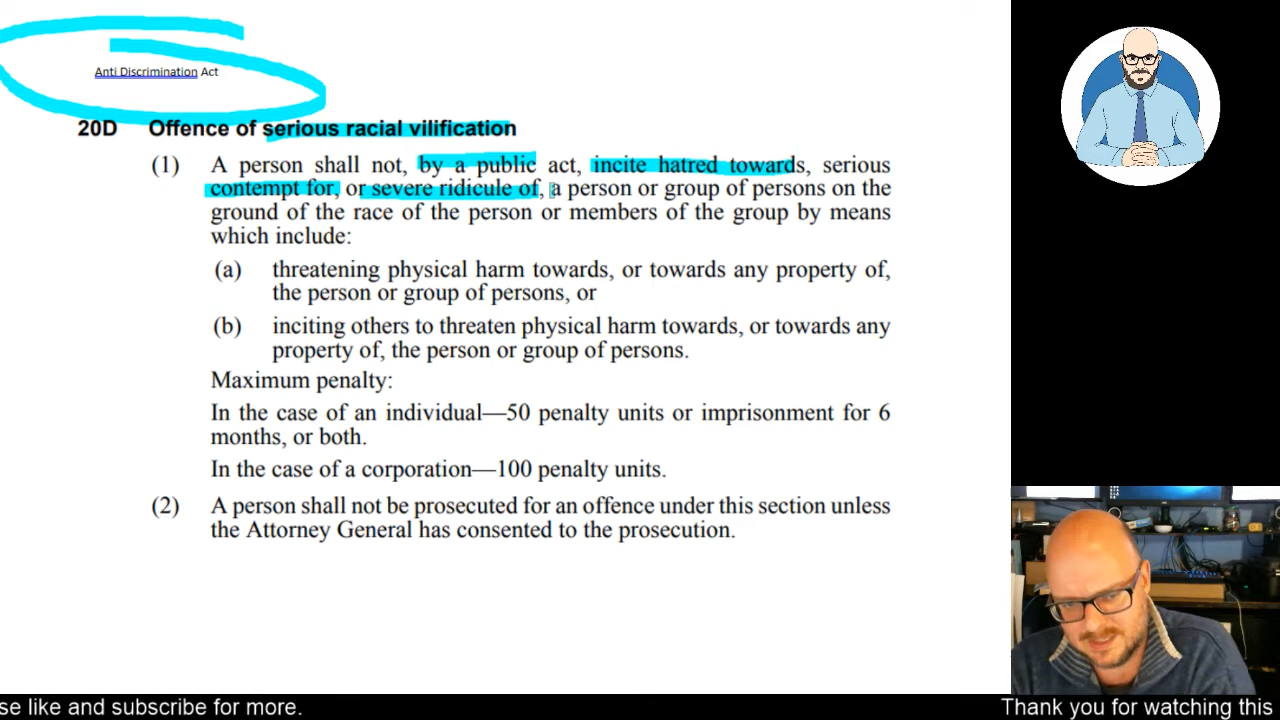 Anti Discrimination Act
20D Offence of serious racial vilification
(1) A person shall not, by a public act, incite hatred towards, serious
contempt for, or severe ridicule of, a person or group of persons on the
ground of the race of the person or members of the group by means
which include:
(a) threatening physical harm towards, or towards any property of,
the person or group of persons, or
(b) inciting others to threaten physical harm towards, or towards any
property of, the person or group of persons.
Maximum penalty:
In the case of an individual—50 penalty units or imprisonment for 6
months, or both.
In the case of a corporation—100 penalty units.
(2) A person shall not be prosecuted for an offence under this section unless
the Attorney General has consented to the prosecution.
se like and subscribe for more. Thank you for watching this